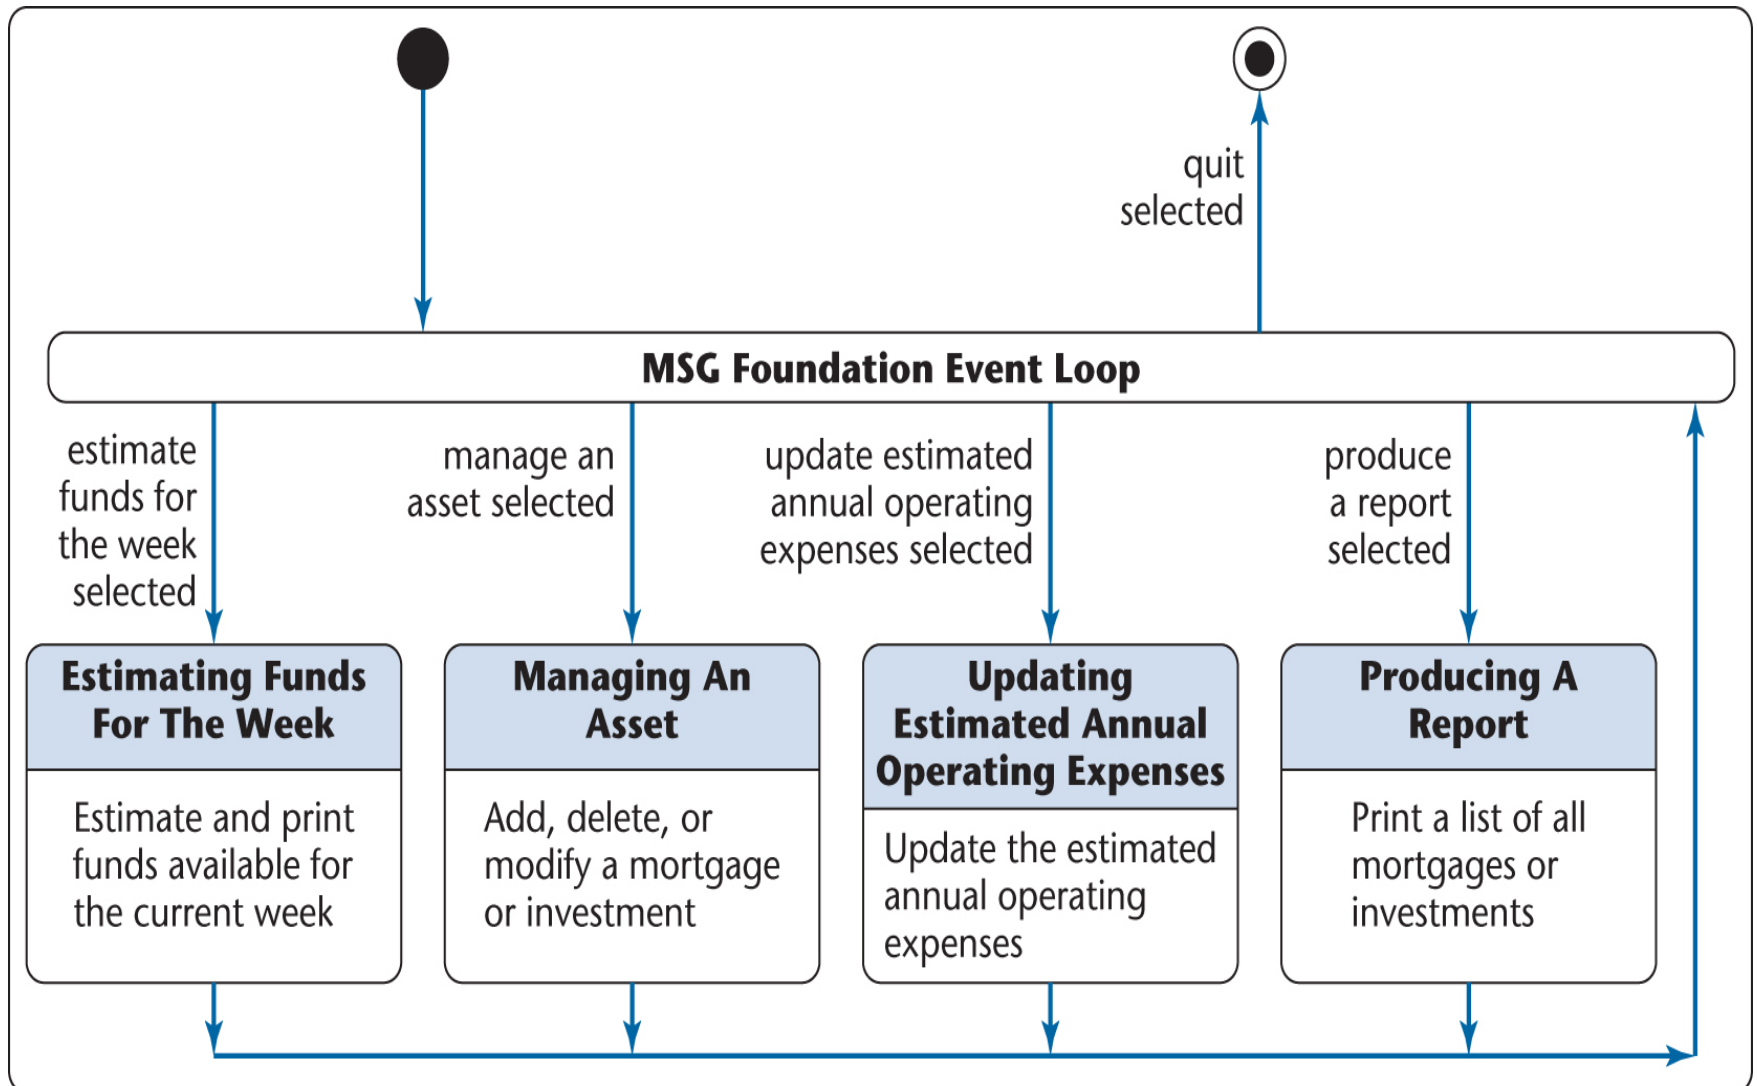 quit
selected
MSG Foundation Event Loop
estimate
funds for
the week
selected
manage an
asset selected
update estimated
annual operating
expenses selected
produce
a report
selected
Estimating Funds
For The Week
Estimate and print
funds available for
the current week
Managing An
Asset
Add, delete, or
modify a mortgage
or investment
Updating
Estimated Annual
Operating Expenses
Update the estimated
annual operating
expenses
Producing A
Report
Print a list of all
mortgages or
investments